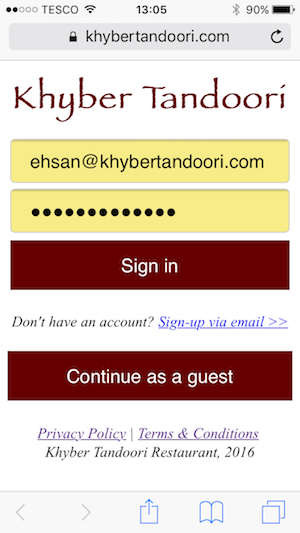 TESCO 13:05 90%
khybertandoori.com
Khyber Tandoori
ehsan@khybertandoori.com
●●●●●●●●●●●●●
Sign in
Don't have an account? Sign-up via email >>
Continue as a guest
Privacy Policy | Terms & Conditions
Khyber Tandoori Restaurant, 2016